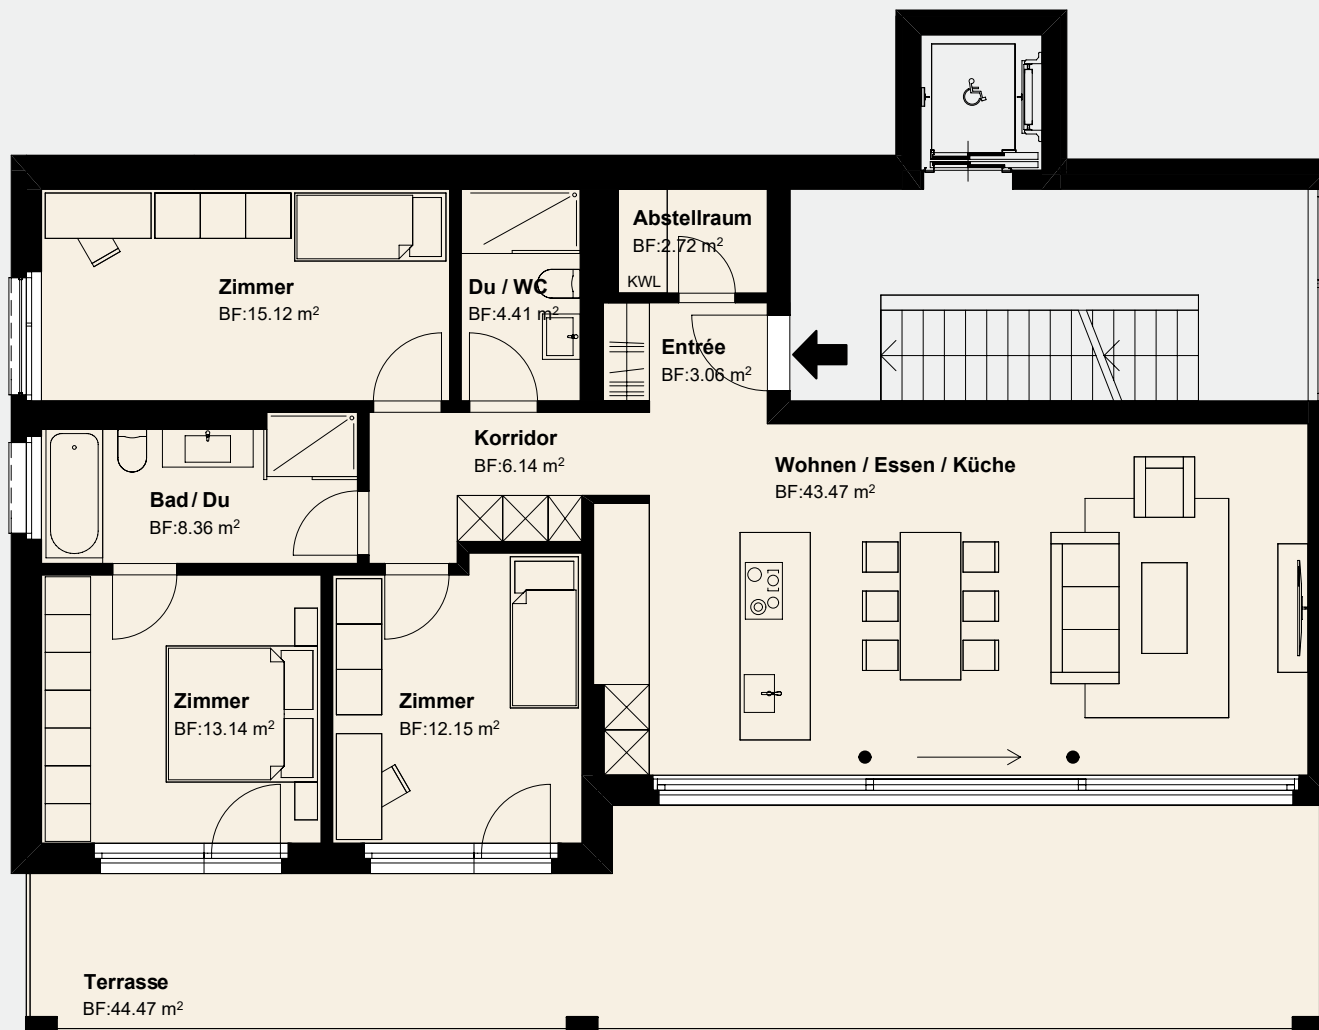 Abstellraum
BF:2.72 m²
KWL
Zimmer
BF:15.12 m²
Du / WC
BF:4.41 m²
Entrée
BF:3.06 m²
Korridor
BF:6.14 m²
Wohnen / Essen / Küche
BF:43.47 m²
Bad / Du
BF:8.36 m²
Zimmer
BF:13.14 m²
Zimmer
BF:12.15 m²
Terrasse
BF:44.47 m²